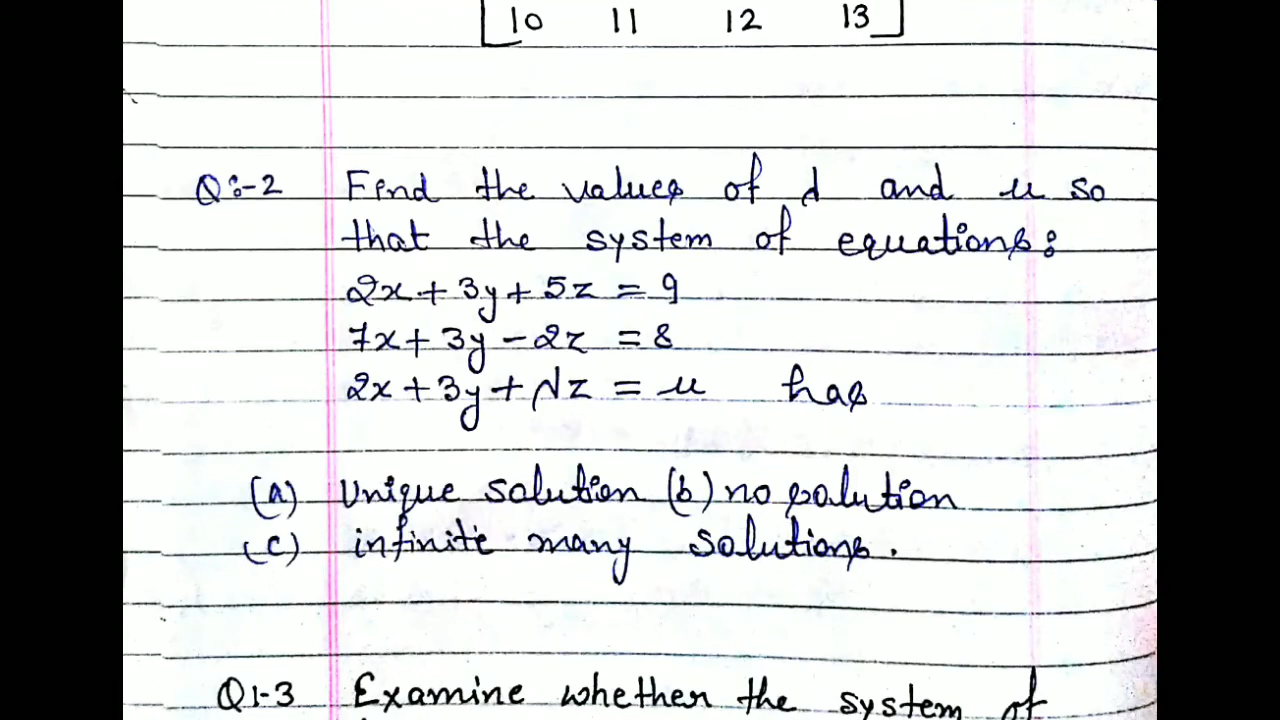 10 11 12 13
Q:-2 Find the values of λ and μ so
that the system of equations:
2x + 3y + 5z = 9
7x + 3y - 2z = 8
2x + 3y + λz = μ has
(a) Unique solution (b) no solution
(c) infinite many solutions.
Q1-3 Examine whether the system of